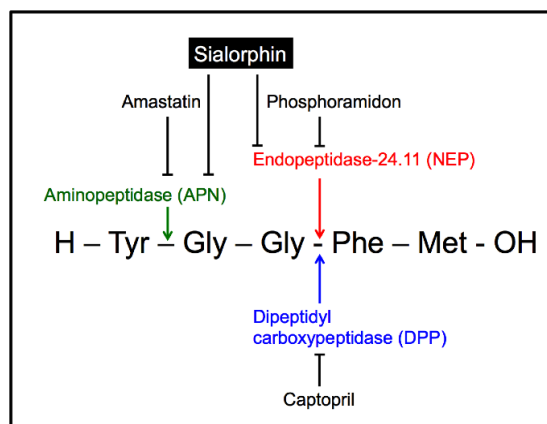 Sialorphin
Amastatin
Phosphoramidon
Endopeptidase-24.11 (NEP)
Aminopeptidase (APN)
H – Tyr – Gly – Gly - Phe – Met - OH
Dipeptidyl
carboxypeptidase (DPP)
Captopril